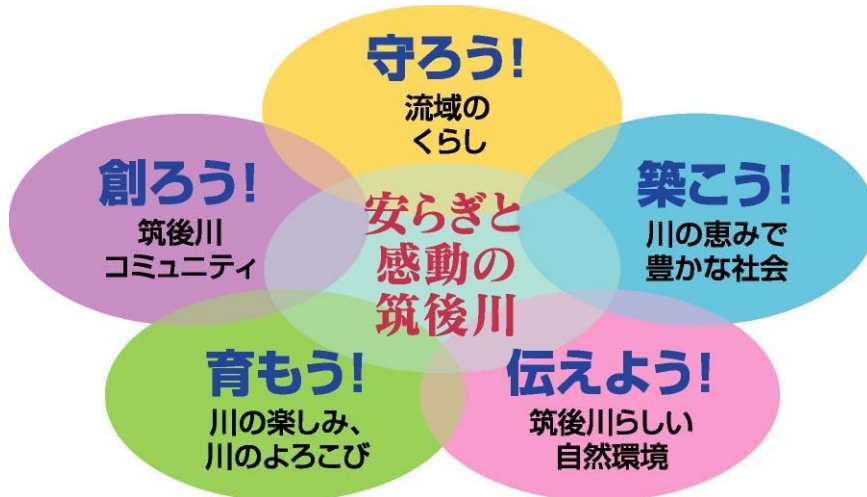 守ろう!
流域の
くらし
創ろう!
筑後川
コミュニティ
安らぎと
感動の
筑後川
築こう!
川の恵みで
豊かな社会
育もう!
川の楽しみ、
川のよろこび
伝えよう!
筑後川らしい
自然環境